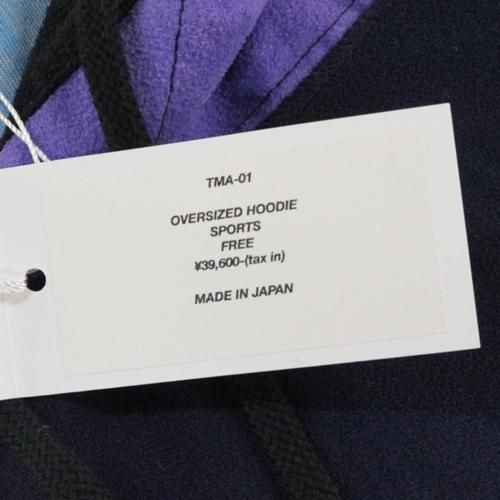 TMA-01
OVERSIZED HOODIE
SPORTS
FREE
¥39,600-(tax in)
MADE IN JAPAN